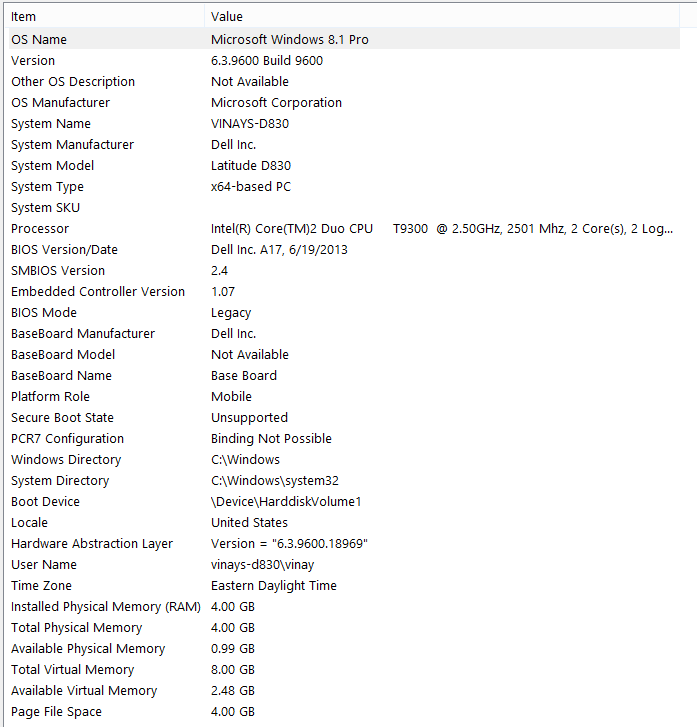 Item Value
OS Name Microsoft Windows 8.1 Pro
Version 6.3.9600 Build 9600
Other OS Description Not Available
OS Manufacturer Microsoft Corporation
System Name VINAYS-D830
System Manufacturer Dell Inc.
System Model Latitude D830
System Type x64-based PC
System SKU
Processor Intel(R) Core(TM)2 Duo CPU T9300 @ 2.50GHz, 2501 Mhz, 2 Core(s), 2 Log...
BIOS Version/Date Dell Inc. A17, 6/19/2013
SMBIOS Version 2.4
Embedded Controller Version 1.07
BIOS Mode Legacy
BaseBoard Manufacturer Dell Inc.
BaseBoard Model Not Available
BaseBoard Name Base Board
Platform Role Mobile
Secure Boot State Unsupported
PCR7 Configuration Binding Not Possible
Windows Directory C:\Windows
System Directory C:\Windows\system32
Boot Device \Device\HarddiskVolume1
Locale United States
Hardware Abstraction Layer Version = "6.3.9600.18969"
User Name vinays-d830\vinay
Time Zone Eastern Daylight Time
Installed Physical Memory (RAM) 4.00 GB
Total Physical Memory 4.00 GB
Available Physical Memory 0.99 GB
Total Virtual Memory 8.00 GB
Available Virtual Memory 2.48 GB
Page File Space 4.00 GB